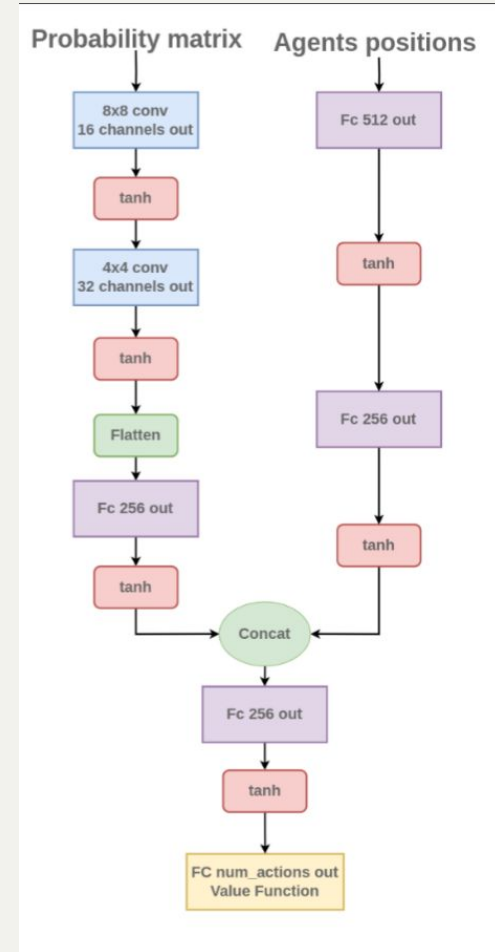 Probability matrix
Agents positions
8x8 conv
16 channels out
Fc 512 out
tanh
tanh
4x4 conv
32 channels out
tanh
Fc 256 out
Flatten
Fc 256 out
tanh
tanh
Concat
Fc 256 out
tanh
FC num_actions out
Value Function